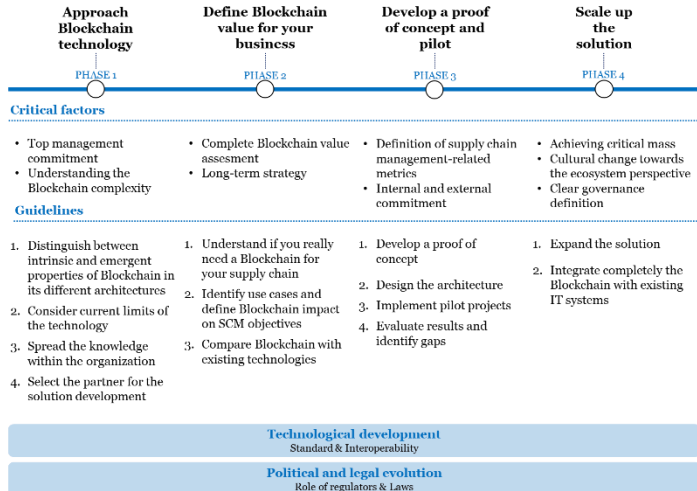 Approach
Blockchain
technology
Define Blockchain
value for your
business
Develop a proof
of concept and
pilot
Scale up
the
solution
PHASE 1
PHASE 2
PHASE 3
PHASE 4
Critical factors
• Top management
commitment
• Understanding the
Blockchain complexity
• Complete Blockchain value
assesment
• Long-term strategy
• Definition of supply chain
management-related
metrics
• Internal and external
commitment
• Achieving critical mass
• Cultural change towards
the ecosystem perspective
• Clear governance
definition
Guidelines
1. Distinguish between
intrinsic and emergent
properties of Blockchain in
its different architectures
2. Consider current limits of
the technology
3. Spread the knowledge
within the organization
4. Select the partner for the
solution development
1. Understand if you really
need a Blockchain for
your supply chain
2. Identify use cases and
define Blockchain impact
on SCM objectives
3. Compare Blockchain with
existing technologies
1. Develop a proof of
concept
2. Design the architecture
3. Implement pilot projects
4. Evaluate results and
identify gaps
1. Expand the solution
2. Integrate completely the
Blockchain with existing
IT systems
Technological development
Standard & Interoperability
Political and legal evolution
Role of regulators & Laws